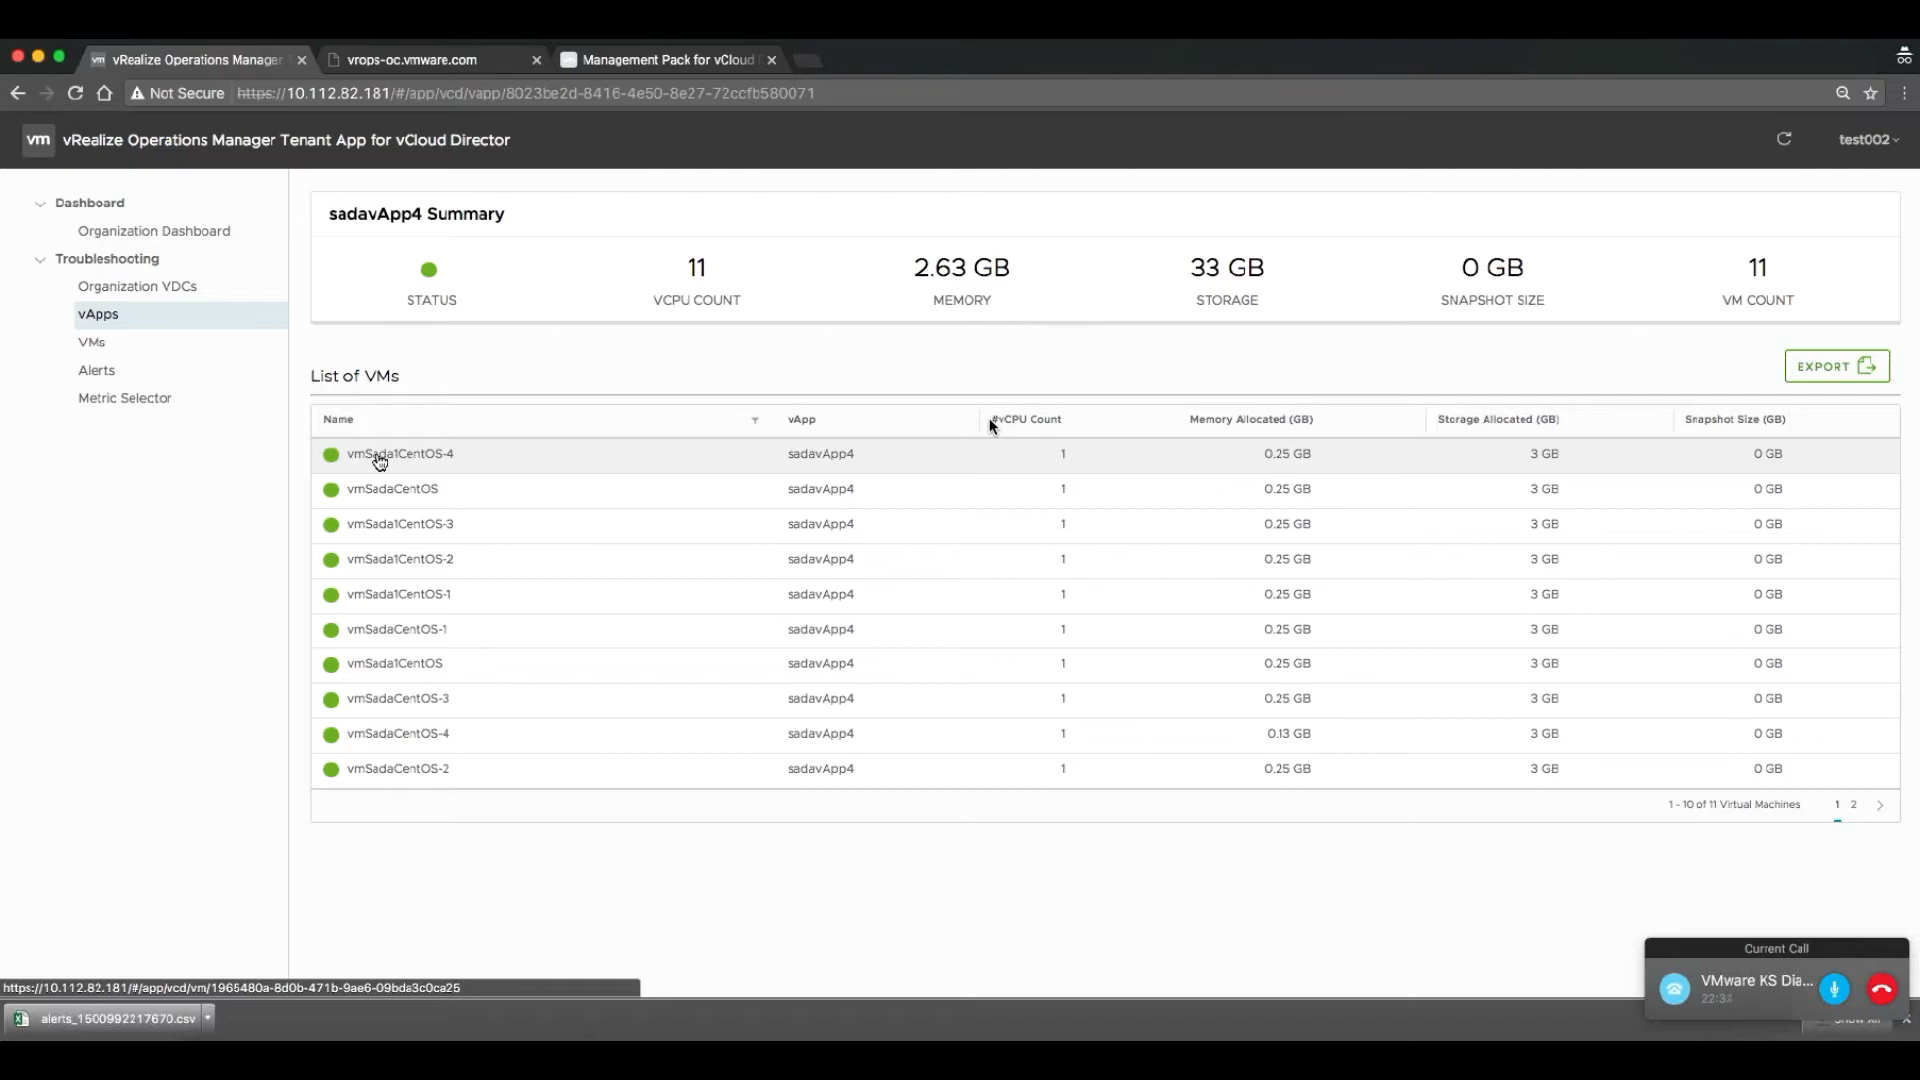 vm vRealize Operations Manager
vrops-oc.vmware.com
Management Pack for vCloud
Not Secure https://10.112.82.181/#/app/vcd/vapp/8023be2d-8416-4e50-8e27-72ccfb580071
vm vRealize Operations Manager Tenant App for vCloud Director
test002
Dashboard
Organization Dashboard
Troubleshooting
Organization VDCs
vApps
VMs
Alerts
Metric Selector
sadavApp4 Summary
11 2.63 GB 33 GB 0 GB 11
STATUS VCPU COUNT MEMORY STORAGE SNAPSHOT SIZE VM COUNT
EXPORT
List of VMs
Name vApp #vCPU Count Memory Allocated (GB) Storage Allocated (GB) Snapshot Size (GB)
vmSada1CentOS-4 sadavApp4 1 0.25 GB 3 GB 0 GB
vmSadaCentOS sadavApp4 1 0.25 GB 3 GB 0 GB
vmSada1CentOS-3 sadavApp4 1 0.25 GB 3 GB 0 GB
vmSada1CentOS-2 sadavApp4 1 0.25 GB 3 GB 0 GB
vmSada1CentOS-1 sadavApp4 1 0.25 GB 3 GB 0 GB
vmSadaCentOS-1 sadavApp4 1 0.25 GB 3 GB 0 GB
vmSada1CentOS sadavApp4 1 0.25 GB 3 GB 0 GB
vmSadaCentOS-3 sadavApp4 1 0.25 GB 3 GB 0 GB
vmSadaCentOS-4 sadavApp4 1 0.13 GB 3 GB 0 GB
vmSadaCentOS-2 sadavApp4 1 0.25 GB 3 GB 0 GB
1 - 10 of 11 Virtual Machines 1 2
Current Call
VMware KS Dia...
https://10.112.82.181/#/app/vcd/vm/1965480a-8d0b-471b-9ae6-09bda3c0ca25
alerts_1500992217670.csv